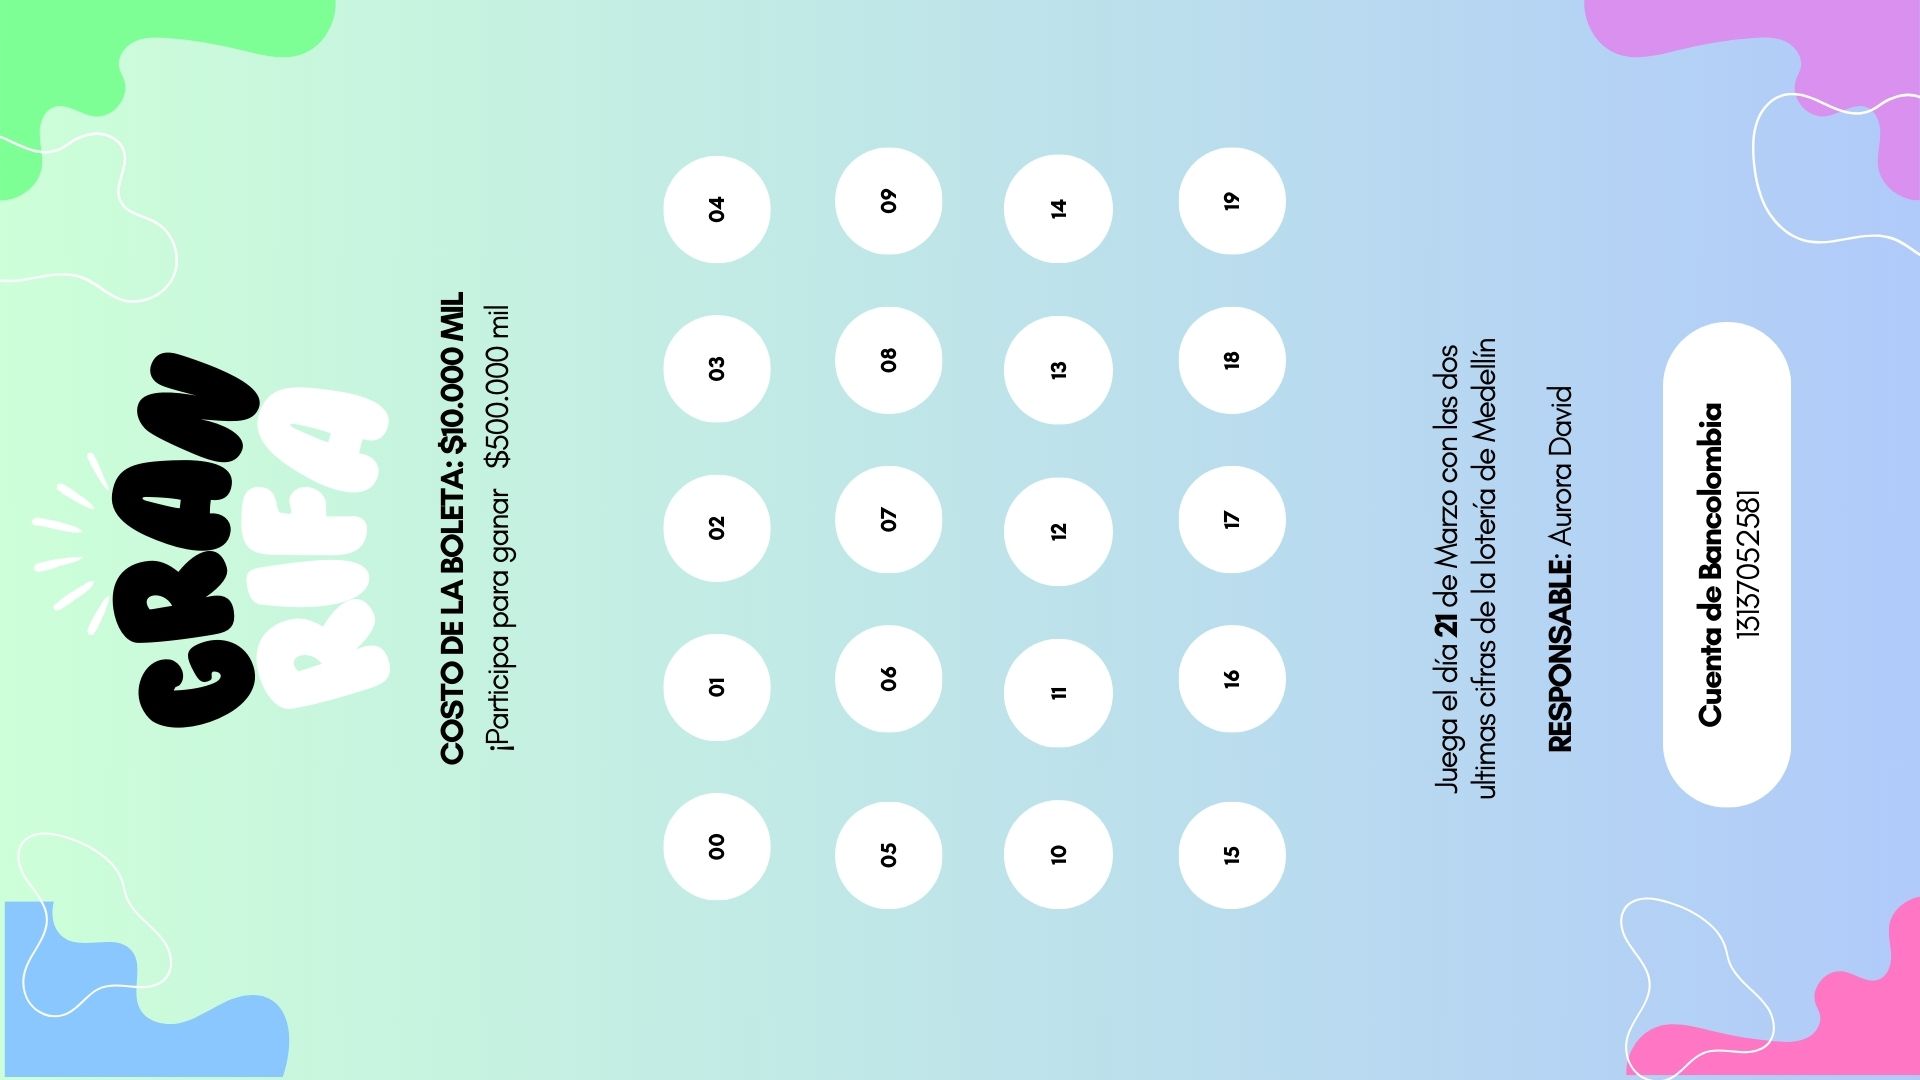 GRAN
RIFA
COSTO DE LA BOLETA: $10.000 MIL
¡Participa para ganar $500.000 mil
00 01 02 03 04
05 06 07 08 09
10 11 12 13 14
15 16 17 18 19
Juega el día 21 de Marzo con las dos
ultimas cifras de la lotería de Medellín
RESPONSABLE: Aurora David
Cuenta de Bancolombia
13137052581